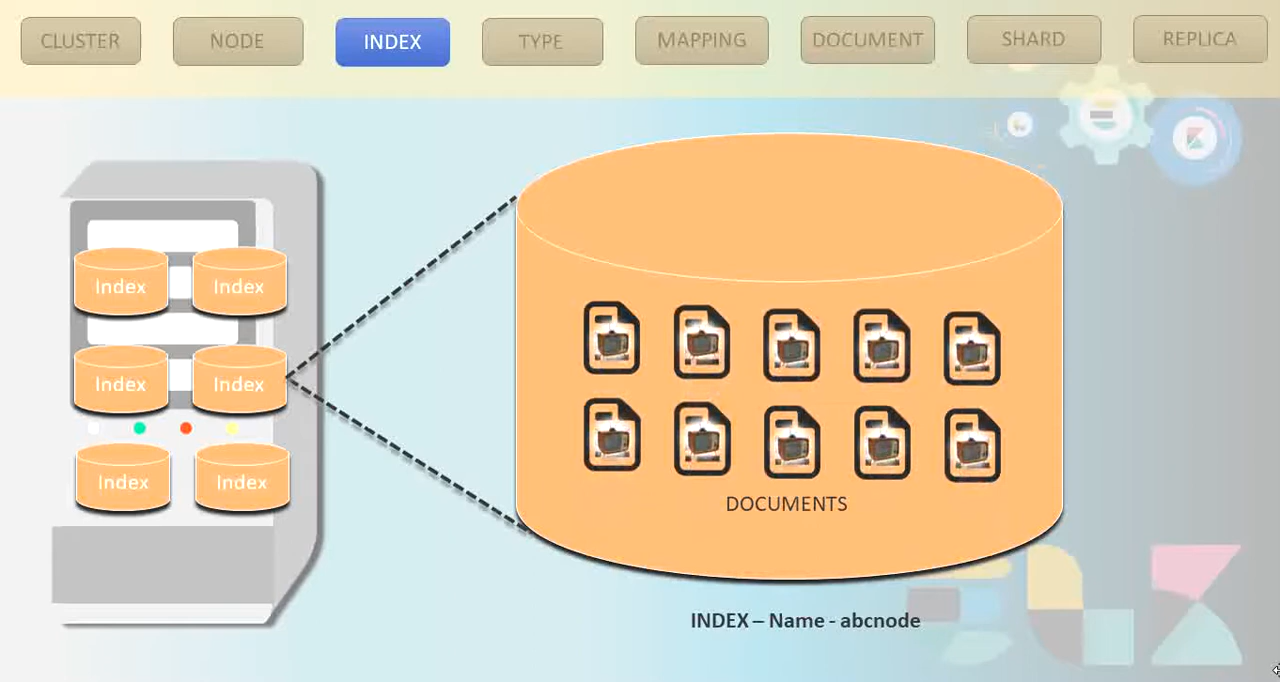 CLUSTER
NODE
INDEX
TYPE
MAPPING
DOCUMENT
SHARD
REPLICA
Index
Index
Index
Index
Index
Index
DOCUMENTS
INDEX – Name - abcnode